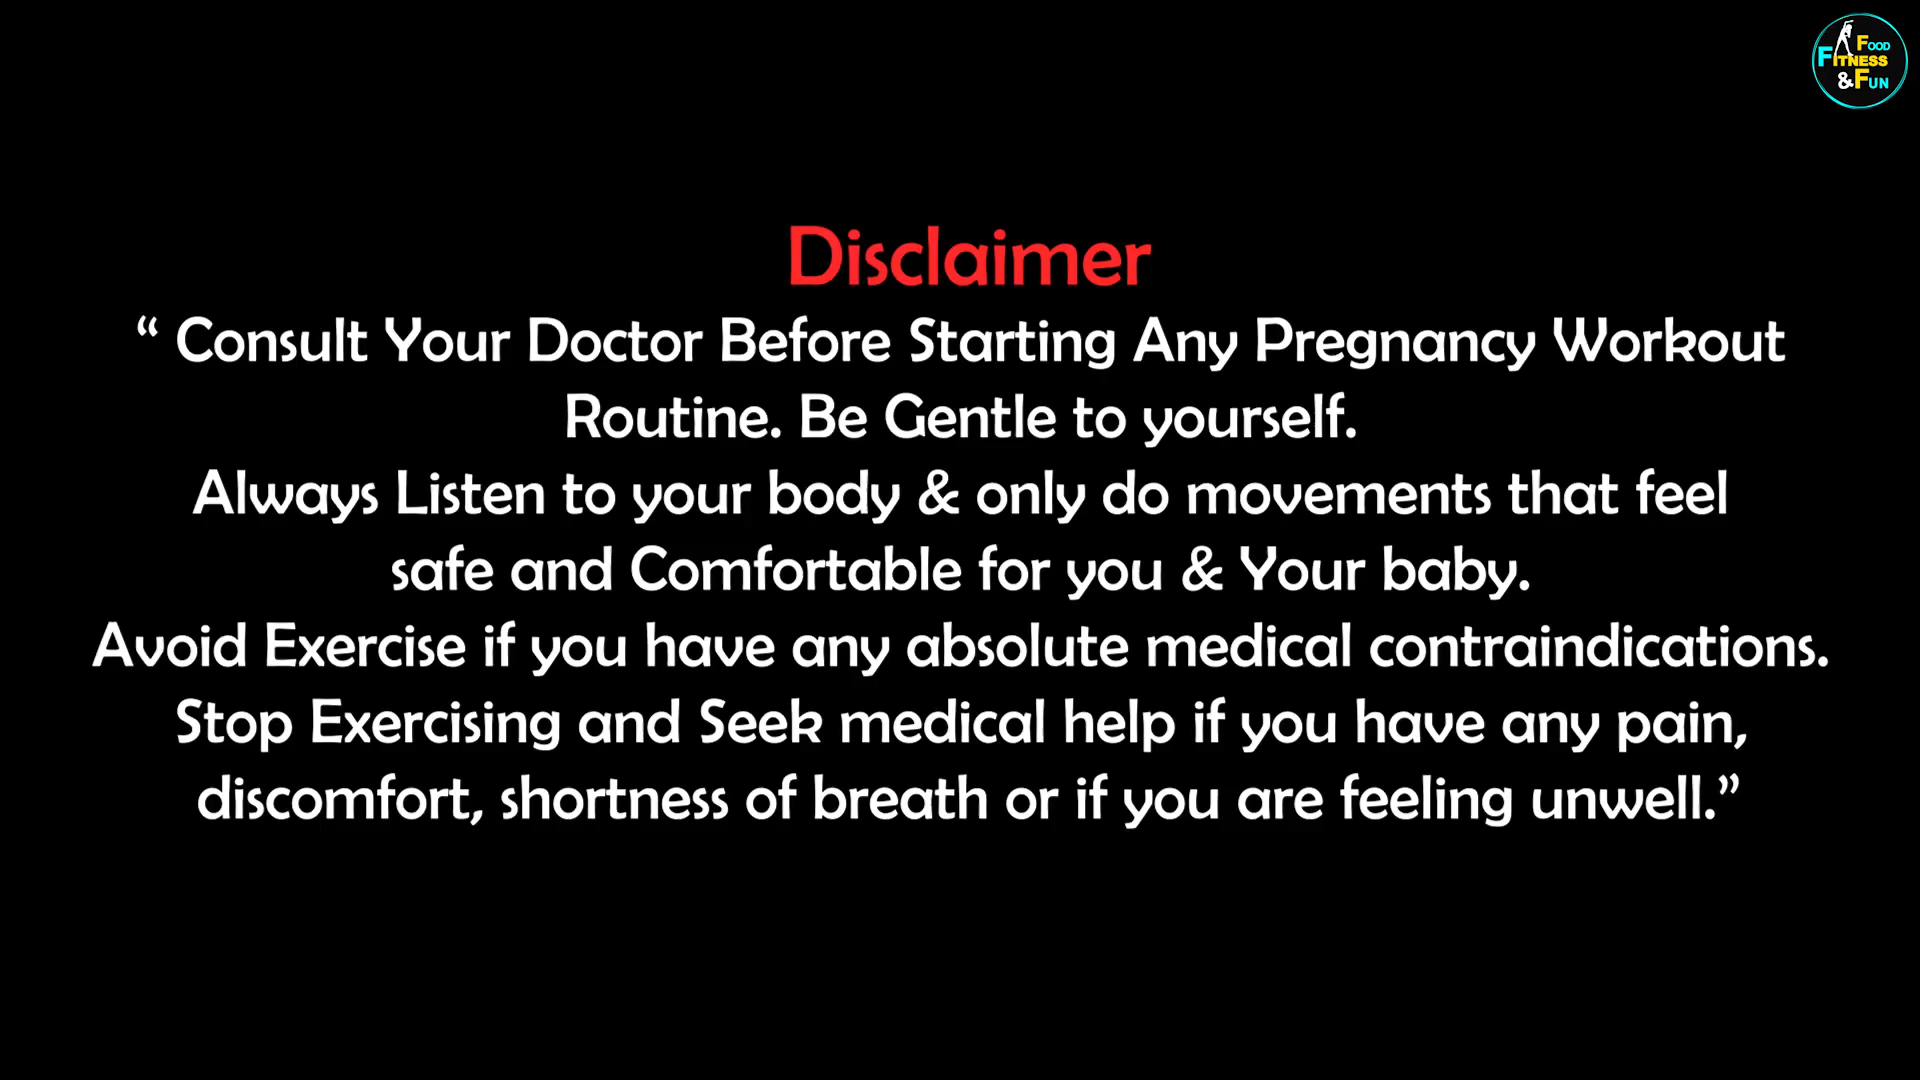 Food
Fitness
&Fun
Disclaimer
“ Consult Your Doctor Before Starting Any Pregnancy Workout
Routine. Be Gentle to yourself.
Always Listen to your body & only do movements that feel
safe and Comfortable for you & Your baby.
Avoid Exercise if you have any absolute medical contraindications.
Stop Exercising and Seek medical help if you have any pain,
discomfort, shortness of breath or if you are feeling unwell.”